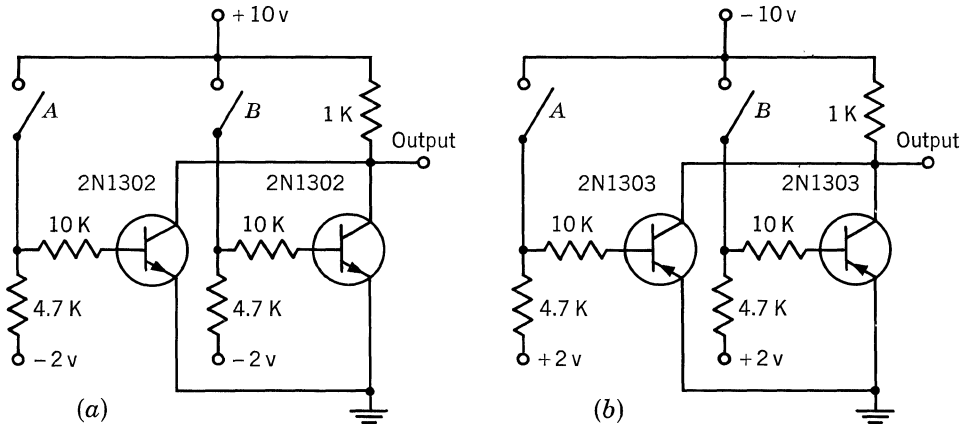 +10 v
A
B
1 K
Output
2N1302
2N1302
10 K
10 K
4.7 K
4.7 K
−2 v
−2 v
(a)
−10 v
A
B
1 K
Output
2N1303
2N1303
10 K
10 K
4.7 K
4.7 K
+2 v
+2 v
(b)